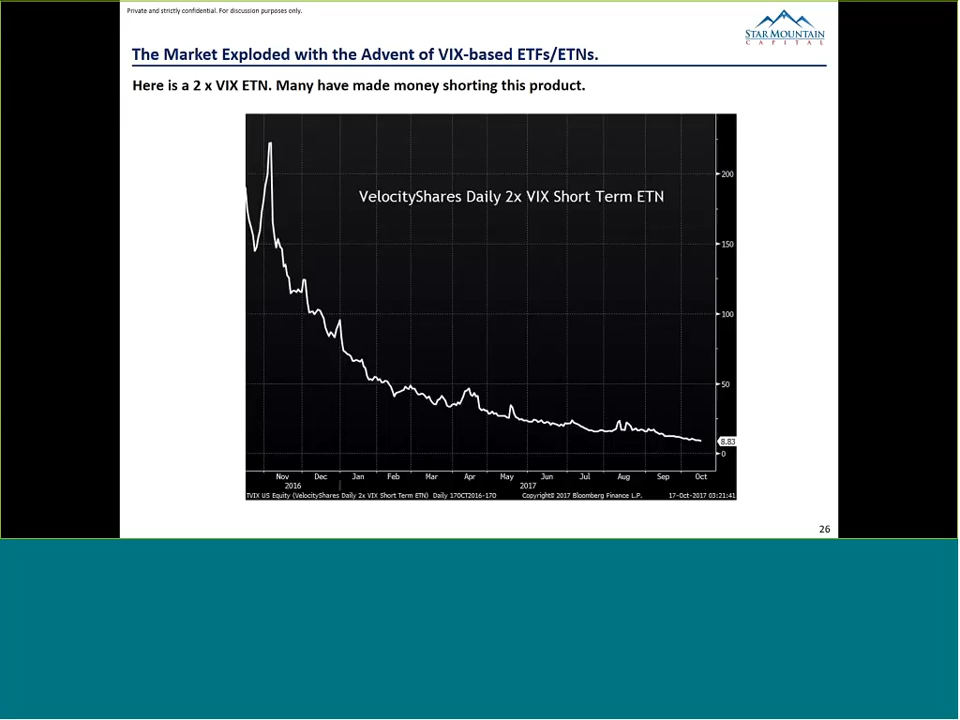 Private and strictly confidential. For discussion purposes only.
STAR MOUNTAIN
CAPITAL
The Market Exploded with the Advent of VIX-based ETFs/ETNs.
Here is a 2 x VIX ETN. Many have made money shorting this product.
VelocityShares Daily 2x VIX Short Term ETN
200
150
100
50
8.83
0
Nov Dec Jan Feb Mar Apr May Jun Jul Aug Sep Oct
2016 2017
TVIX US Equity (VelocityShares Daily 2x VIX Short Term ETN) Daily 17OCT2016-17O Copyright© 2017 Bloomberg Finance L.P. 17-Oct-2017 03:21:41
26